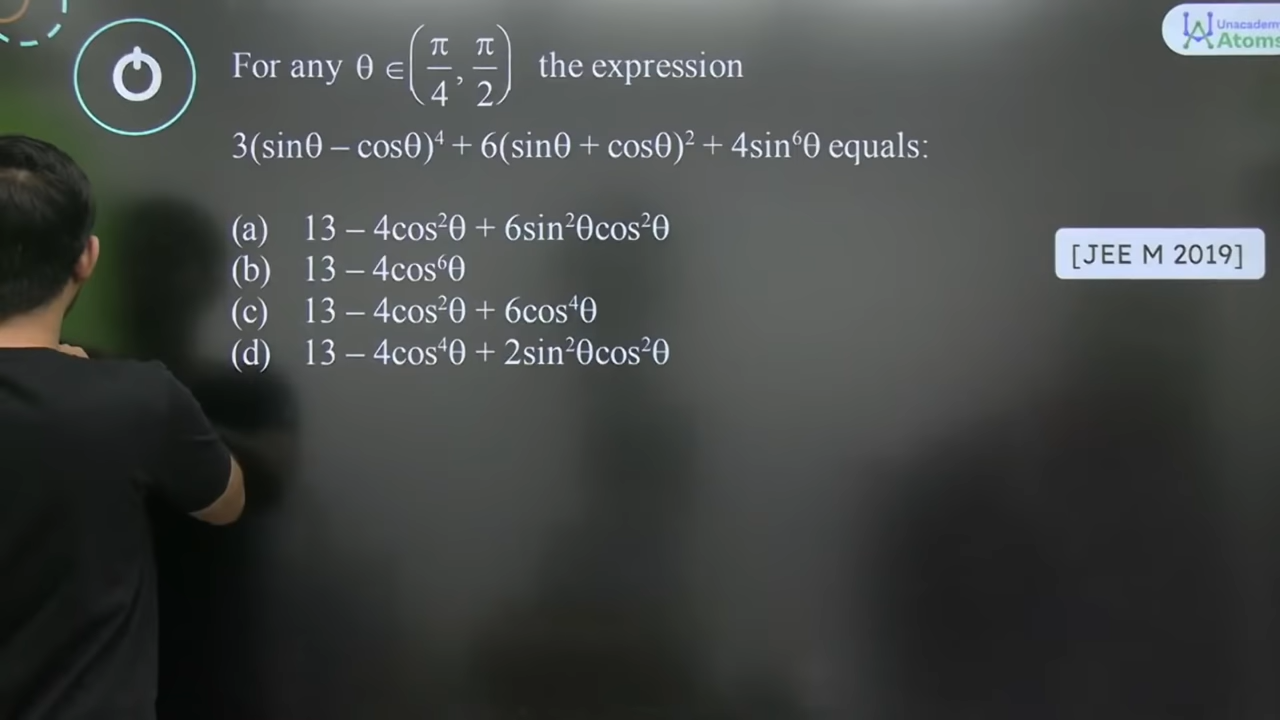 Unacademy
Atoms
For any θ ∈ (π/4, π/2) the expression
3(sinθ – cosθ)⁴ + 6(sinθ + cosθ)² + 4sin⁶θ equals:
(a) 13 – 4cos²θ + 6sin²θcos²θ
(b) 13 – 4cos⁶θ
(c) 13 – 4cos²θ + 6cos⁴θ
(d) 13 – 4cos⁴θ + 2sin²θcos²θ
[JEE M 2019]